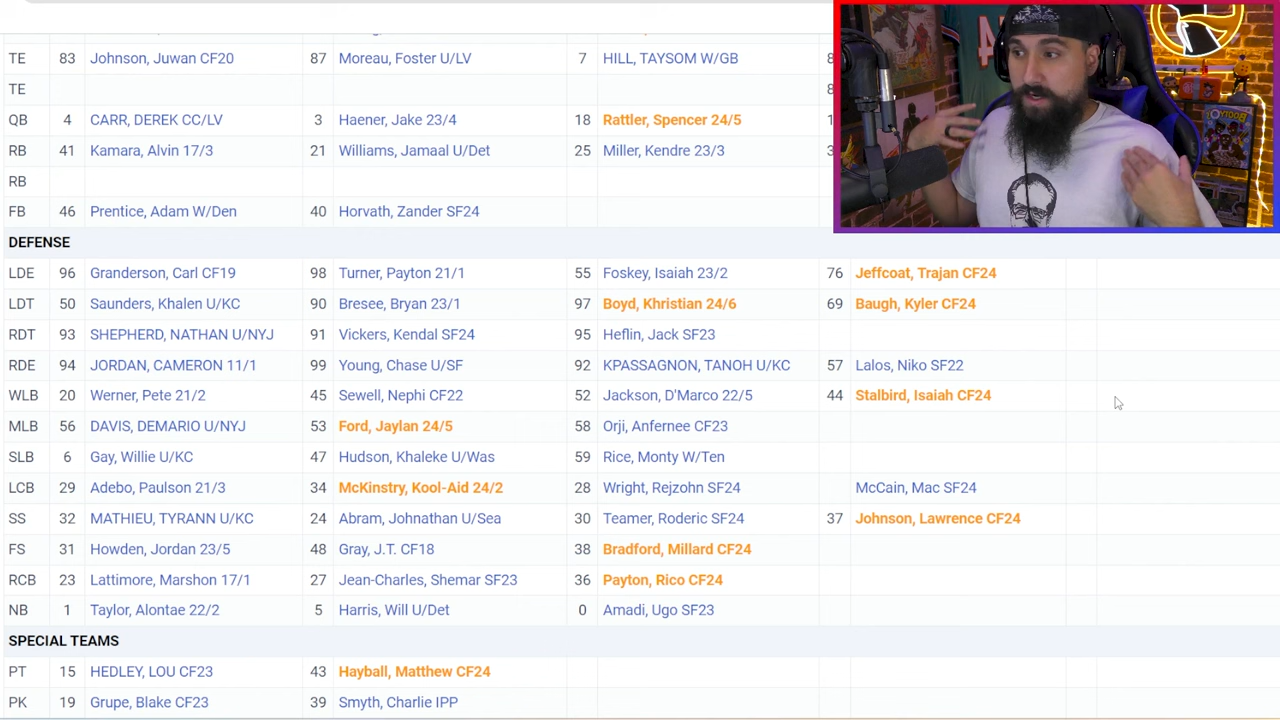 TE 83 Johnson, Juwan CF20 87 Moreau, Foster U/LV 7 HILL, TAYSOM W/GB 8
TE 8
QB 4 CARR, DEREK CC/LV 3 Haener, Jake 23/4 18 Rattler, Spencer 24/5 1
RB 41 Kamara, Alvin 17/3 21 Williams, Jamaal U/Det 25 Miller, Kendre 23/3 3
RB
FB 46 Prentice, Adam W/Den 40 Horvath, Zander SF24
DEFENSE
LDE 96 Granderson, Carl CF19 98 Turner, Payton 21/1 55 Foskey, Isaiah 23/2 76 Jeffcoat, Trajan CF24
LDT 50 Saunders, Khalen U/KC 90 Bresee, Bryan 23/1 97 Boyd, Khristian 24/6 69 Baugh, Kyler CF24
RDT 93 SHEPHERD, NATHAN U/NYJ 91 Vickers, Kendal SF24 95 Heflin, Jack SF23
RDE 94 JORDAN, CAMERON 11/1 99 Young, Chase U/SF 92 KPASSAGNON, TANOH U/KC 57 Lalos, Niko SF22
WLB 20 Werner, Pete 21/2 45 Sewell, Nephi CF22 52 Jackson, D'Marco 22/5 44 Stalbird, Isaiah CF24
MLB 56 DAVIS, DEMARIO U/NYJ 53 Ford, Jaylan 24/5 58 Orji, Anfernee CF23
SLB 6 Gay, Willie U/KC 47 Hudson, Khaleke U/Was 59 Rice, Monty W/Ten
LCB 29 Adebo, Paulson 21/3 34 McKinstry, Kool-Aid 24/2 28 Wright, Rejzohn SF24 McCain, Mac SF24
SS 32 MATHIEU, TYRANN U/KC 24 Abram, Johnathan U/Sea 30 Teamer, Roderic SF24 37 Johnson, Lawrence CF24
FS 31 Howden, Jordan 23/5 48 Gray, J.T. CF18 38 Bradford, Millard CF24
RCB 23 Lattimore, Marshon 17/1 27 Jean-Charles, Shemar SF23 36 Payton, Rico CF24
NB 1 Taylor, Alontae 22/2 5 Harris, Will U/Det 0 Amadi, Ugo SF23
SPECIAL TEAMS
PT 15 HEDLEY, LOU CF23 43 Hayball, Matthew CF24
PK 19 Grupe, Blake CF23 39 Smyth, Charlie IPP